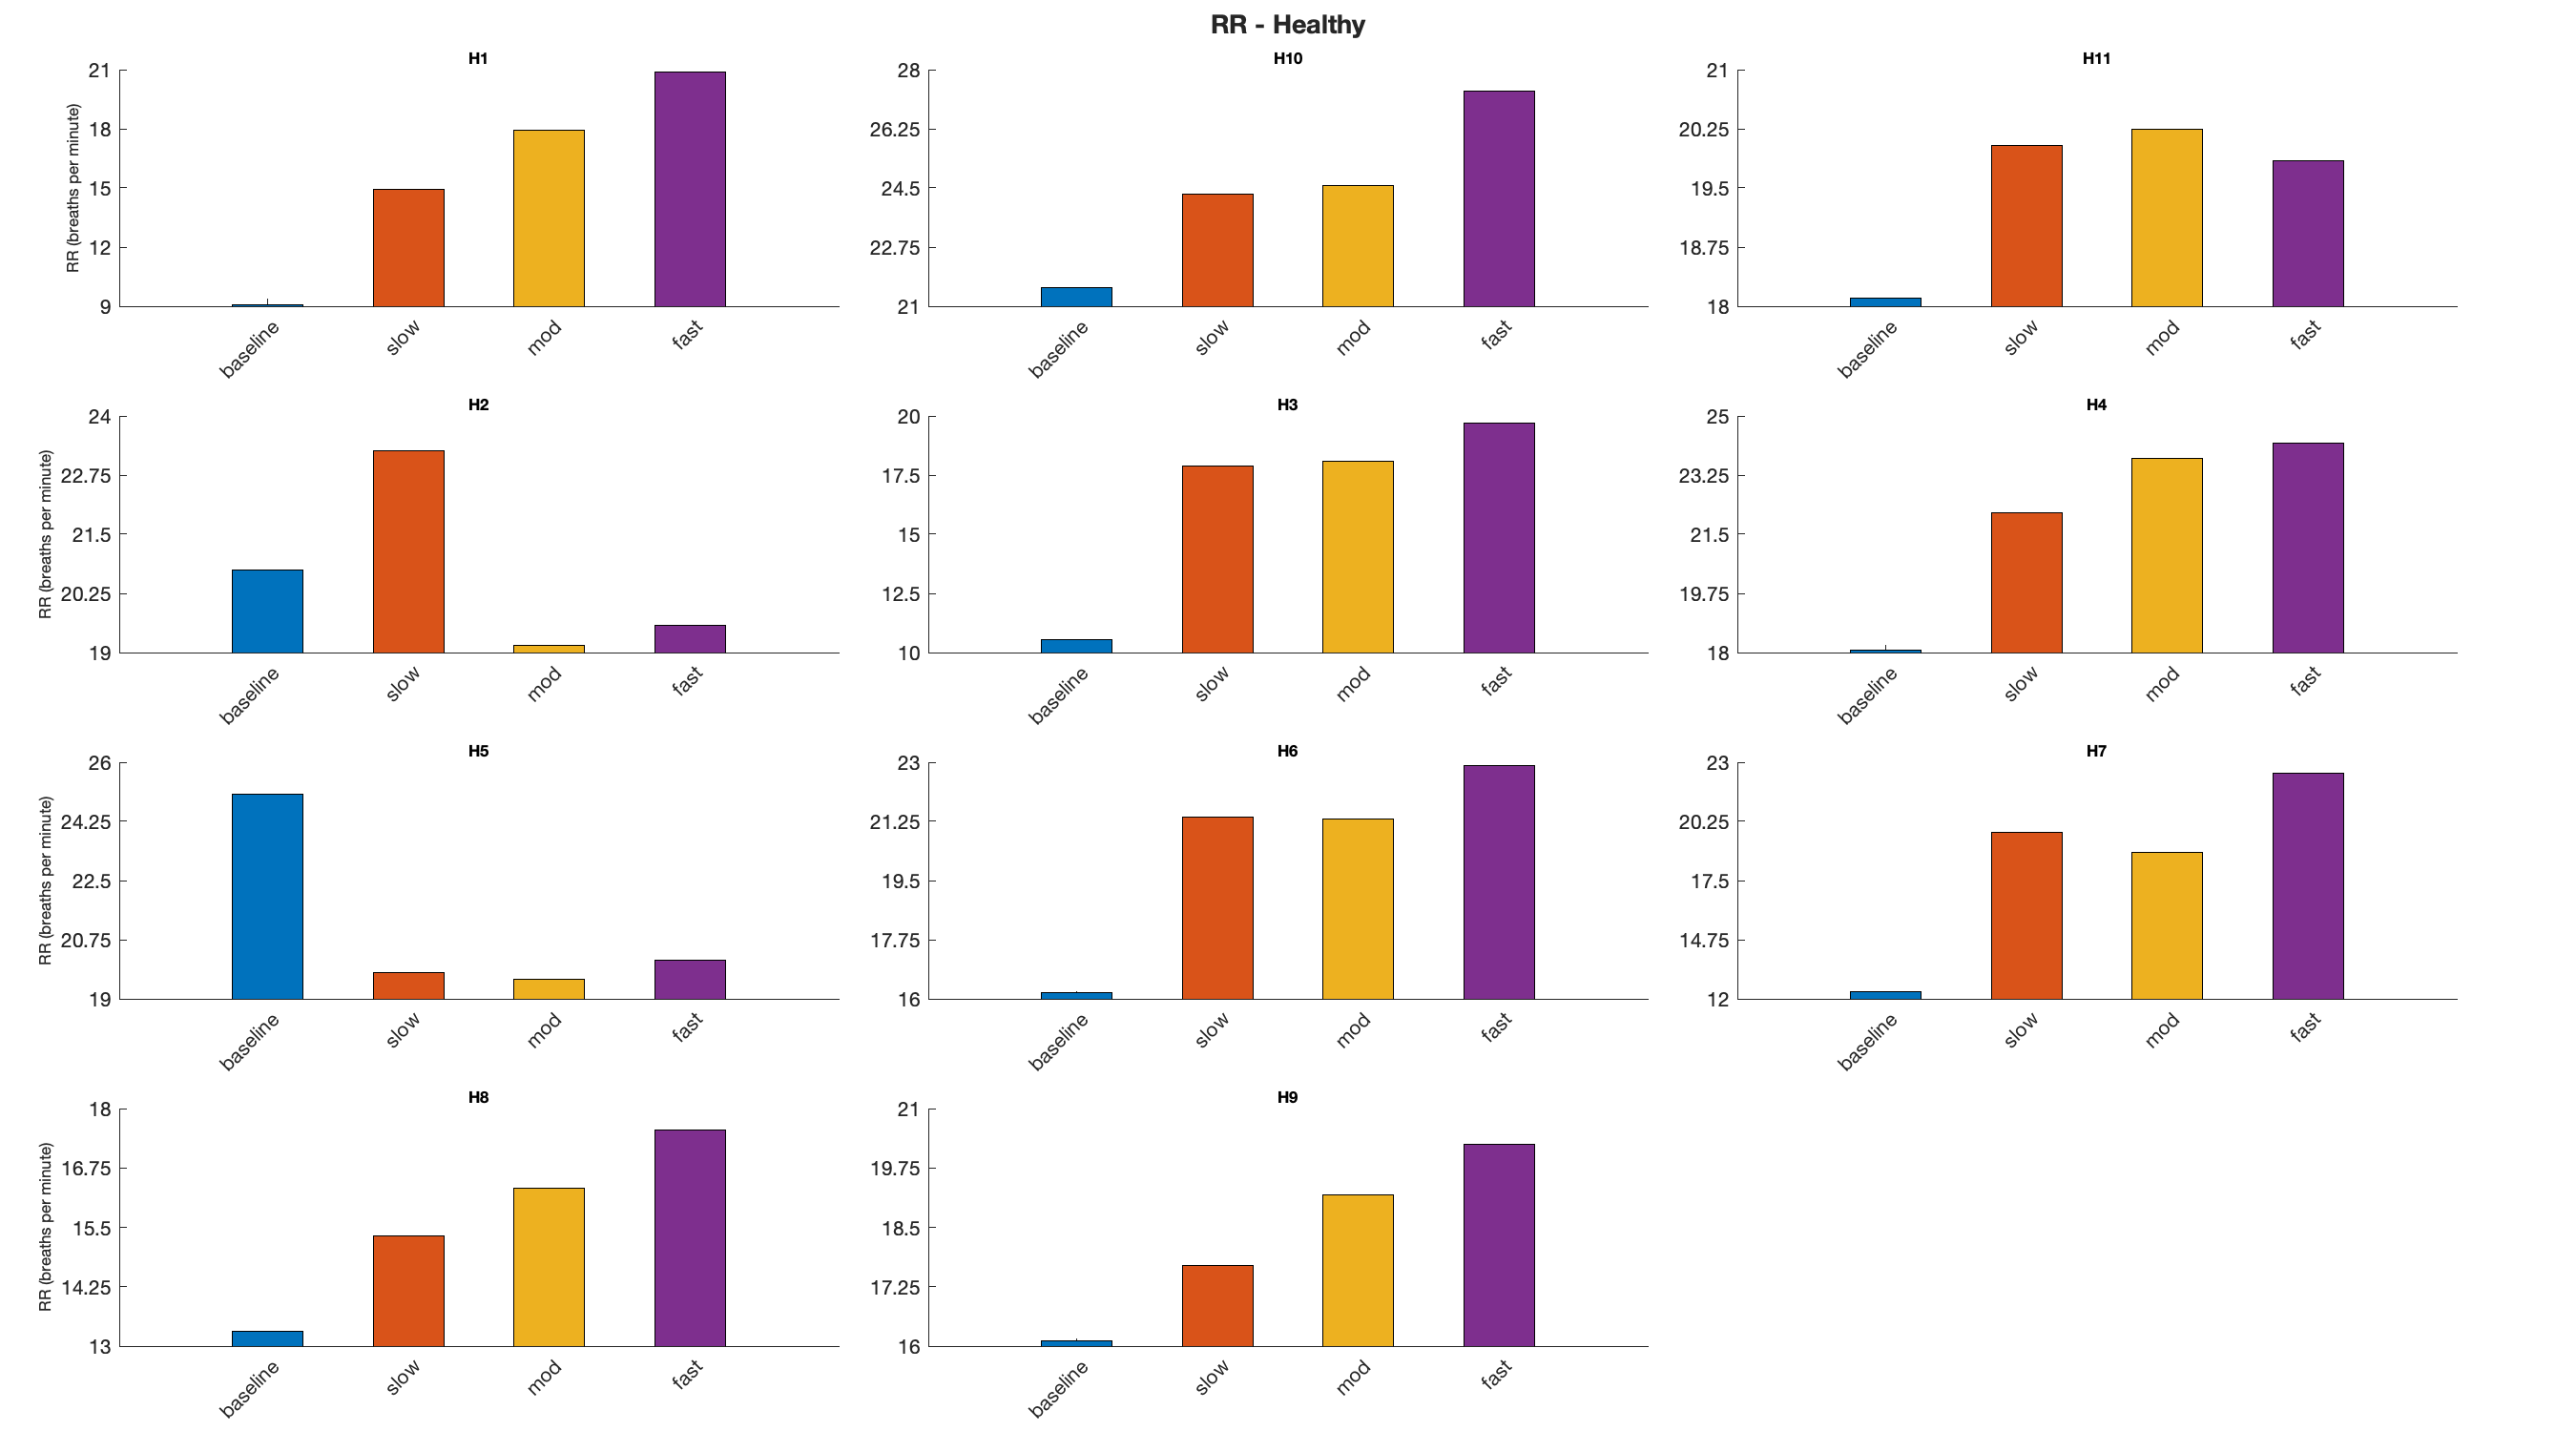 RR - Healthy
H1
RR (breaths per minute)
21
18
15
12
9
baseline slow mod fast
H10
28
26.25
24.5
22.75
21
baseline slow mod fast
H11
21
20.25
19.5
18.75
18
baseline slow mod fast
H2
RR (breaths per minute)
24
22.75
21.5
20.25
19
baseline slow mod fast
H3
20
17.5
15
12.5
10
baseline slow mod fast
H4
25
23.25
21.5
19.75
18
baseline slow mod fast
H5
RR (breaths per minute)
26
24.25
22.5
20.75
19
baseline slow mod fast
H6
23
21.25
19.5
17.75
16
baseline slow mod fast
H7
23
20.25
17.5
14.75
12
baseline slow mod fast
H8
RR (breaths per minute)
18
16.75
15.5
14.25
13
baseline slow mod fast
H9
21
19.75
18.5
17.25
16
baseline slow mod fast